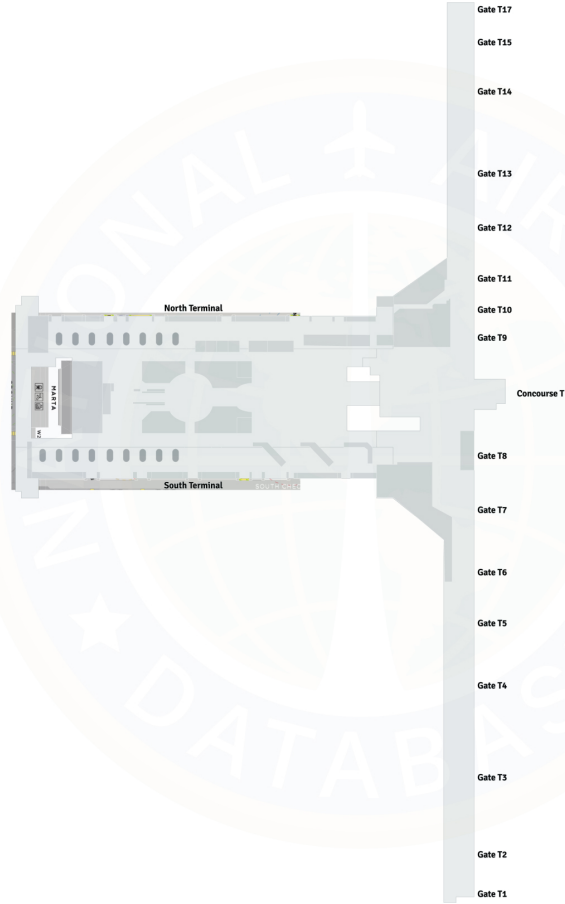 Gate T17
Gate T15
Gate T14
Gate T13
Gate T12
Gate T11
North Terminal
Gate T10
Gate T9
MARTA
Concourse T
W2
Gate T8
South Terminal
Gate T7
Gate T6
Gate T5
Gate T4
Gate T3
Gate T2
Gate T1
DATABAS